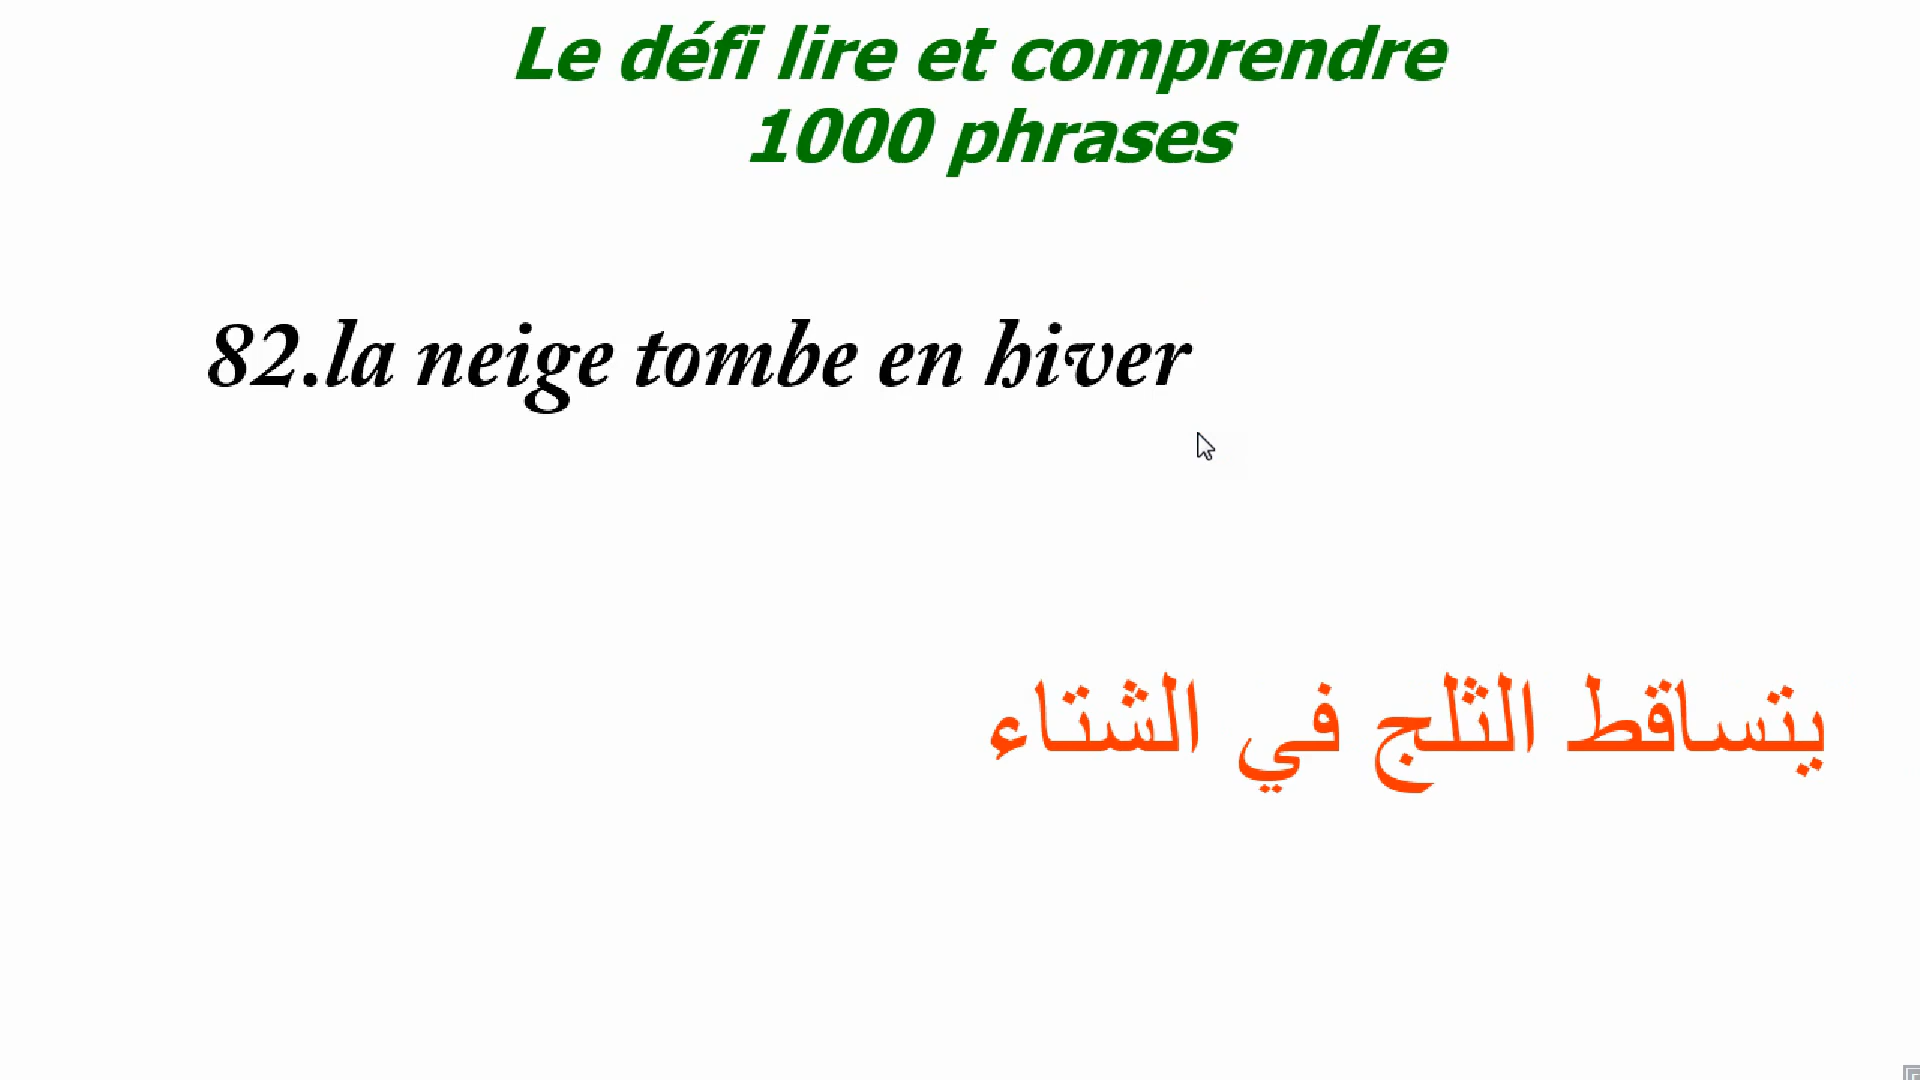 Le défi lire et comprendre
1000 phrases
82.la neige tombe en hiver
يتساقط الثلج في الشتاء